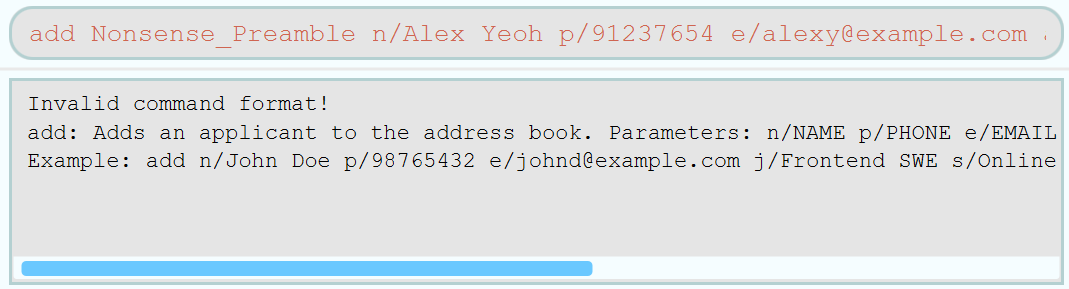 add Nonsense_Preamble n/Alex Yeoh p/91237654 e/alexy@example.com
Invalid command format!
add: Adds an applicant to the address book. Parameters: n/NAME p/PHONE e/EMAIL
Example: add n/John Doe p/98765432 e/johnd@example.com j/Frontend SWE s/Online